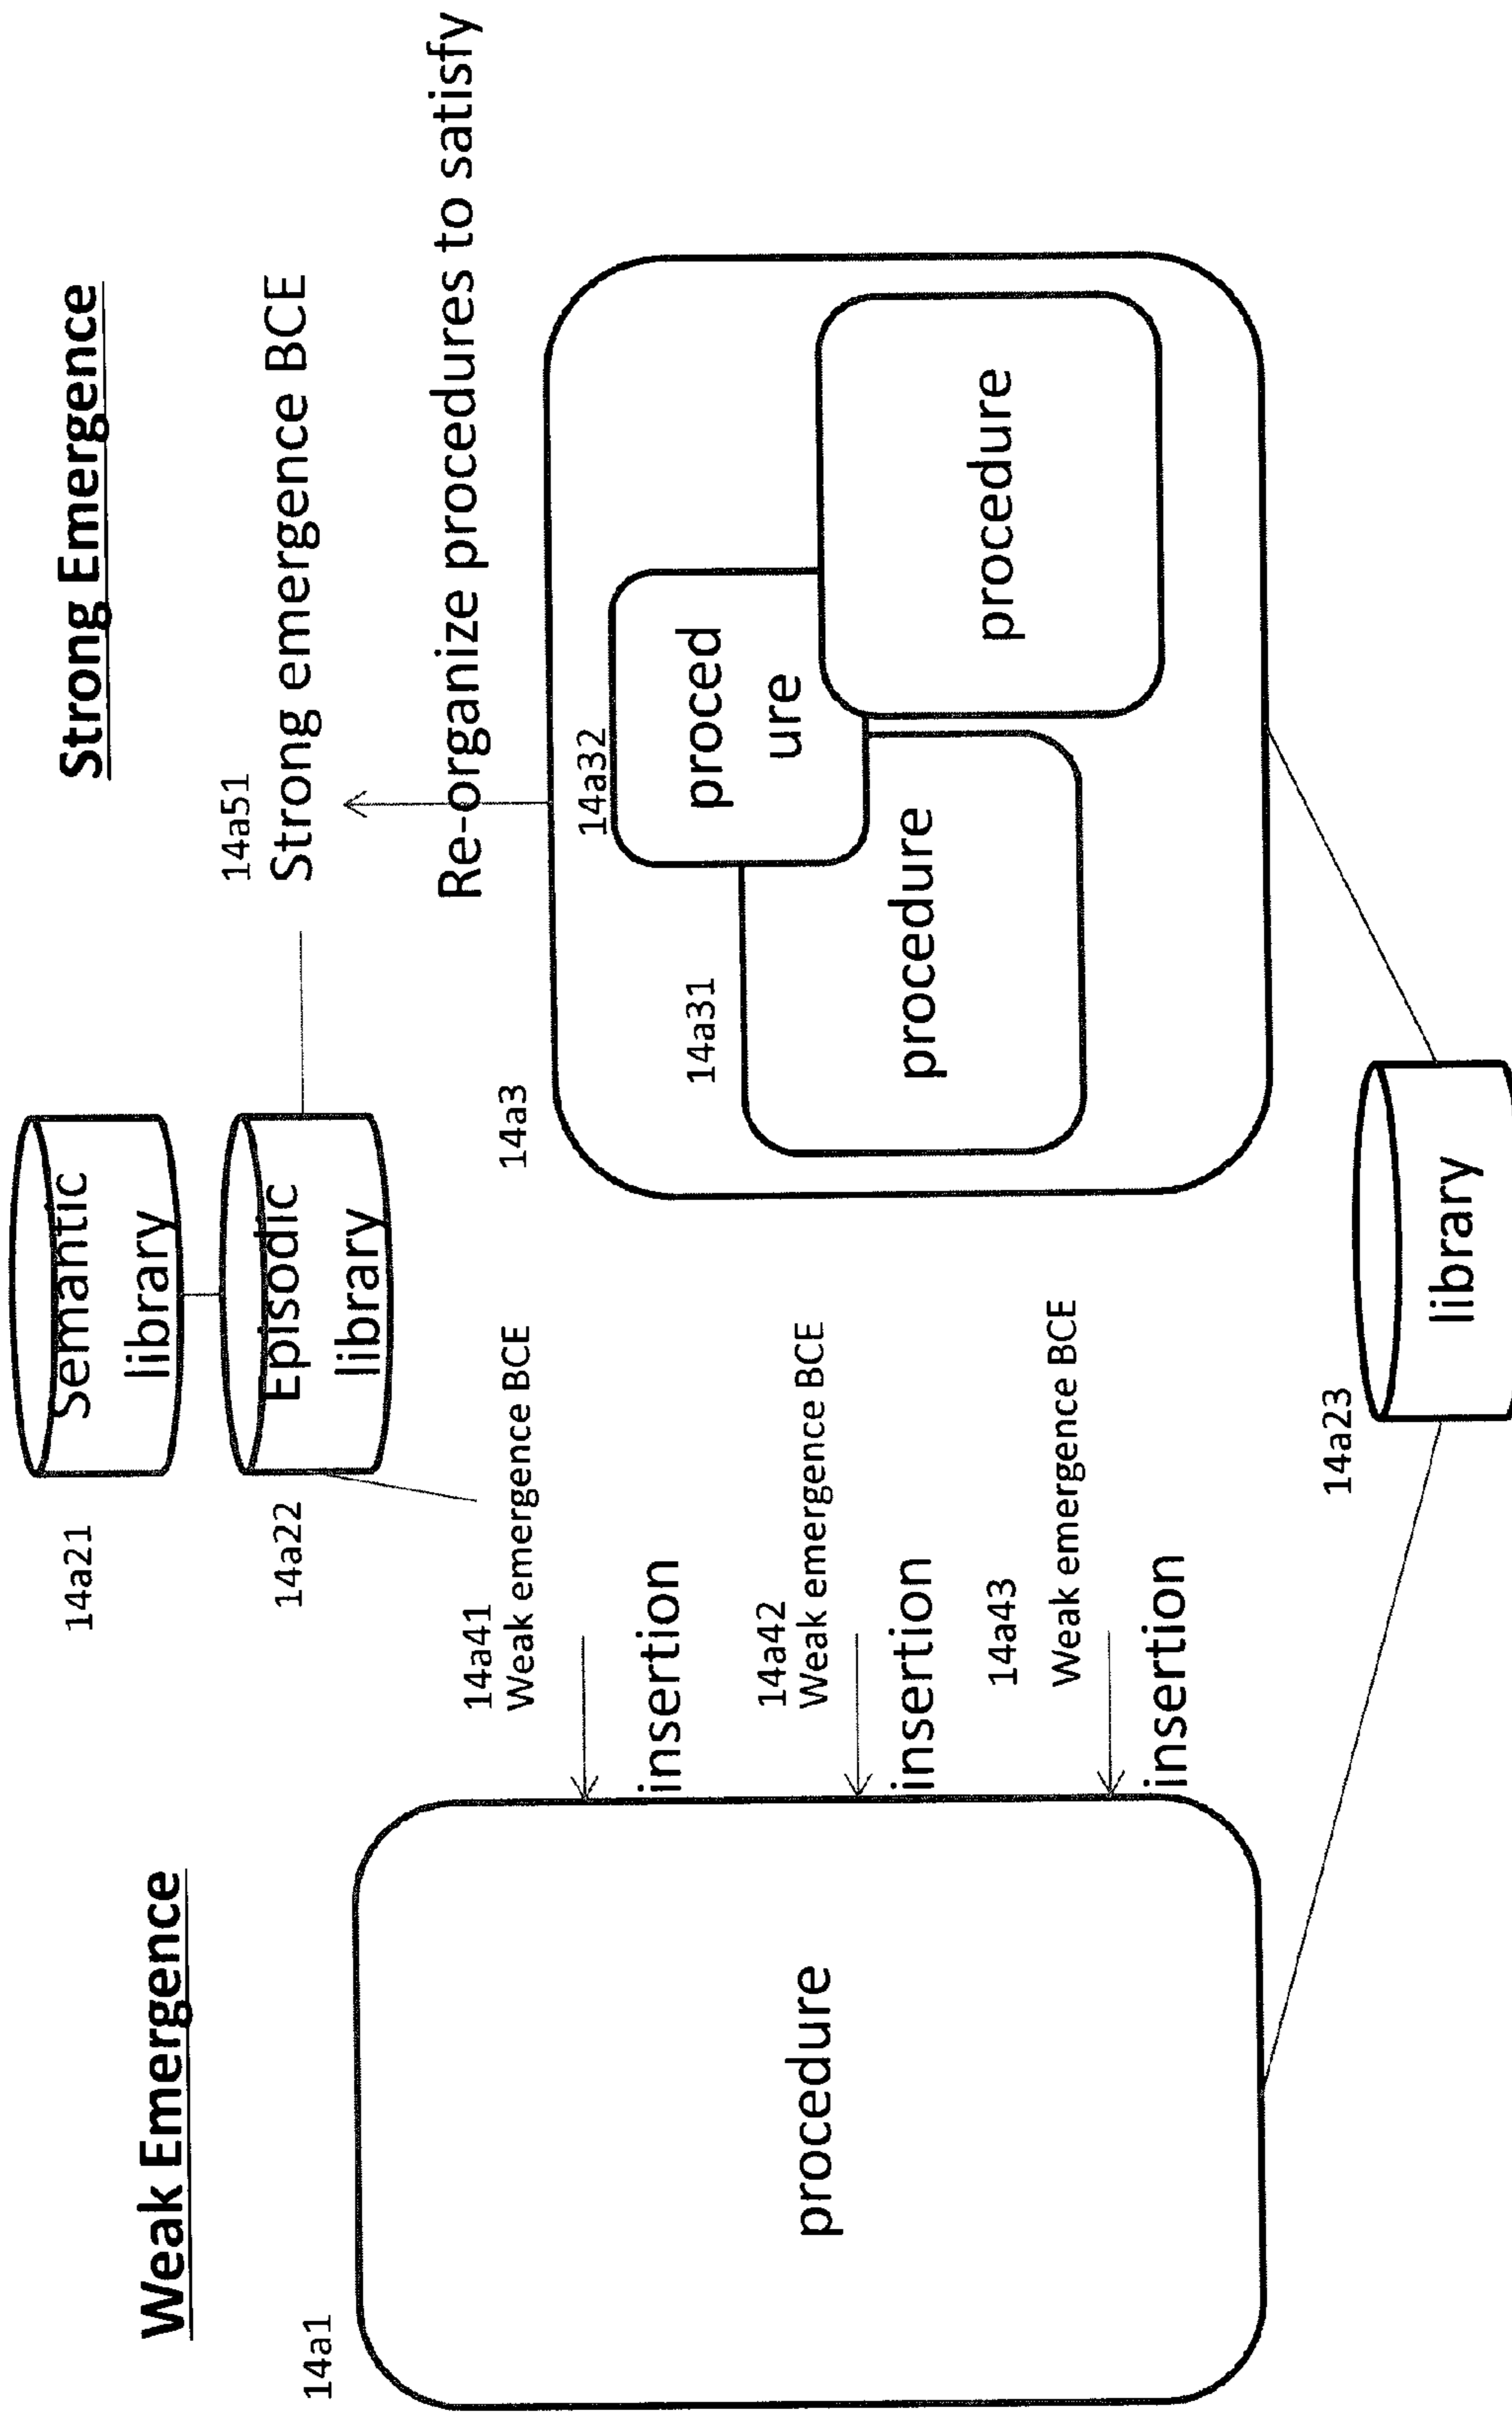 Weak Emergence
14a1
procedure
14a21
Semantic
library
14a22
Episodic
library
14a41
Weak emergence BCE
insertion
14a42
Weak emergence BCE
insertion
14a43
Weak emergence BCE
insertion
14a23
library
Strong Emergence
14a51
Strong emergence BCE
Re-organize procedures to satisfy
14a3
14a31
procedure
14a32
proced
ure
procedure